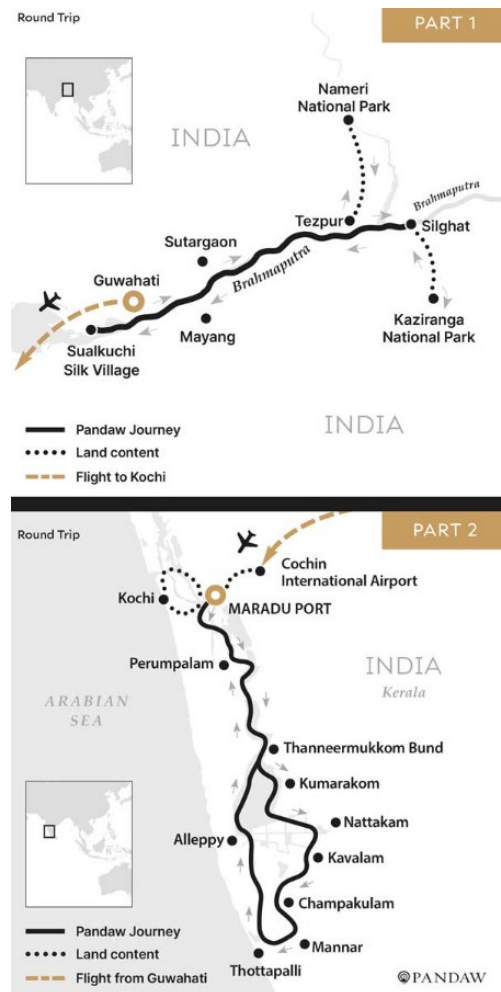 Round Trip
PART 1
Nameri
National Park
INDIA
Brahmaputra
Tezpur
Silghat
Sutargaon
Brahmaputra
Guwahati
Kaziranga
National Park
Mayang
Sualkuchi
Silk Village
INDIA
Pandaw Journey
Land content
Flight to Kochi
Round Trip
PART 2
Cochin
International Airport
Kochi
MARADU PORT
Perumpalam
INDIA
Kerala
ARABIAN
SEA
Thanneermukkom Bund
Kumarakom
Nattakam
Alleppy
Kavalam
Champakulam
Mannar
Thottapalli
Pandaw Journey
Land content
Flight from Guwahati
PANDAW